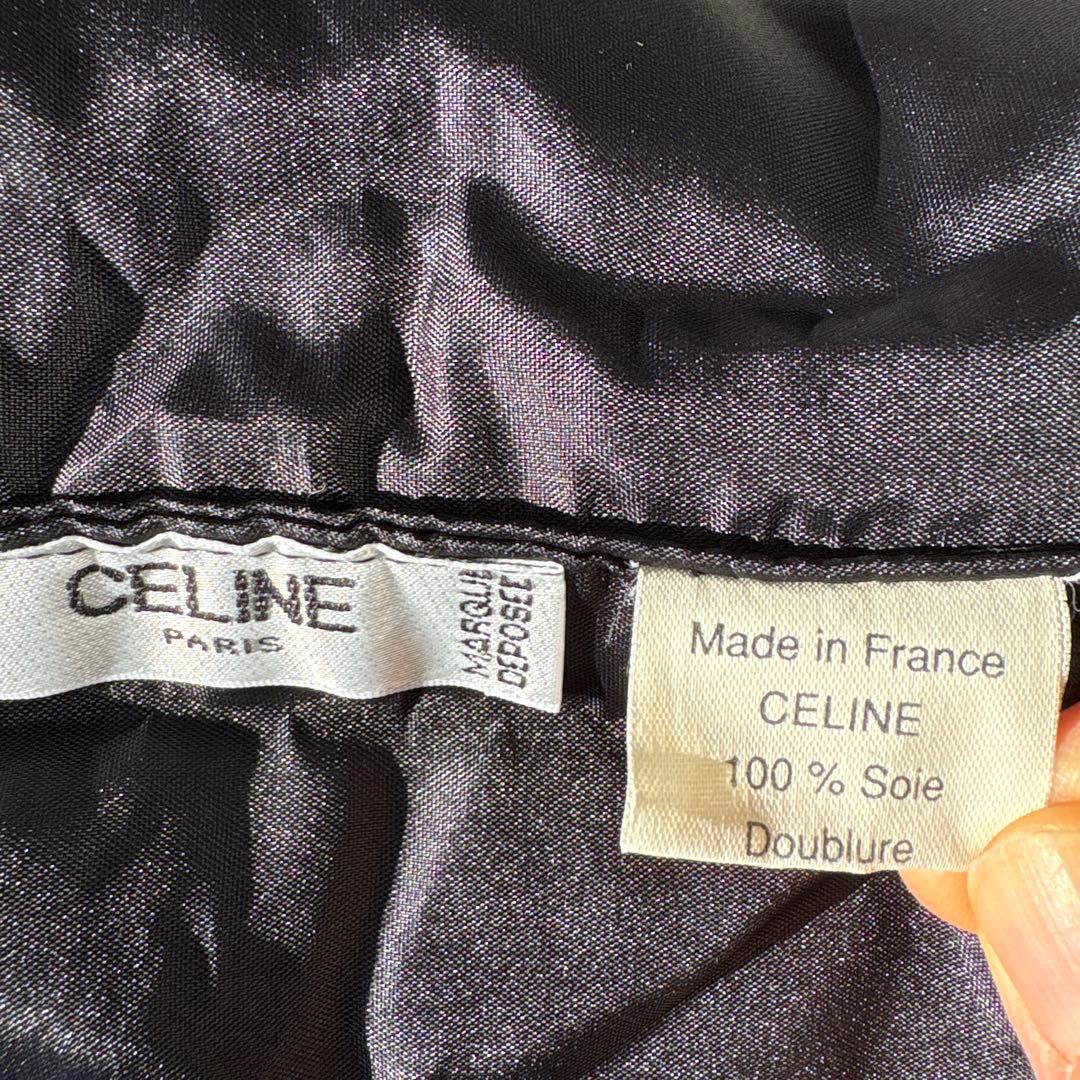 CELINE
PARIS
MARQUE
DEPOSEE
Made in France
CELINE
100 % Soie
Doublure